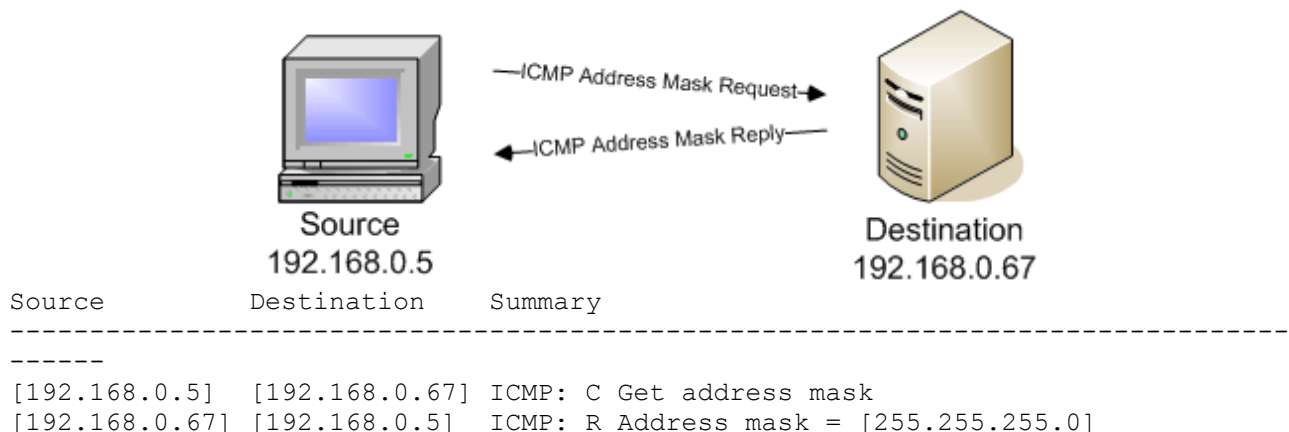 ICMP Address Mask Request
ICMP Address Mask Reply
Source
192.168.0.5
Destination
192.168.0.67
Source Destination Summary
--------------------------------------------------------------------------------
------
[192.168.0.5] [192.168.0.67] ICMP: C Get address mask
[192.168.0.67] [192.168.0.5] ICMP: R Address mask = [255.255.255.0]